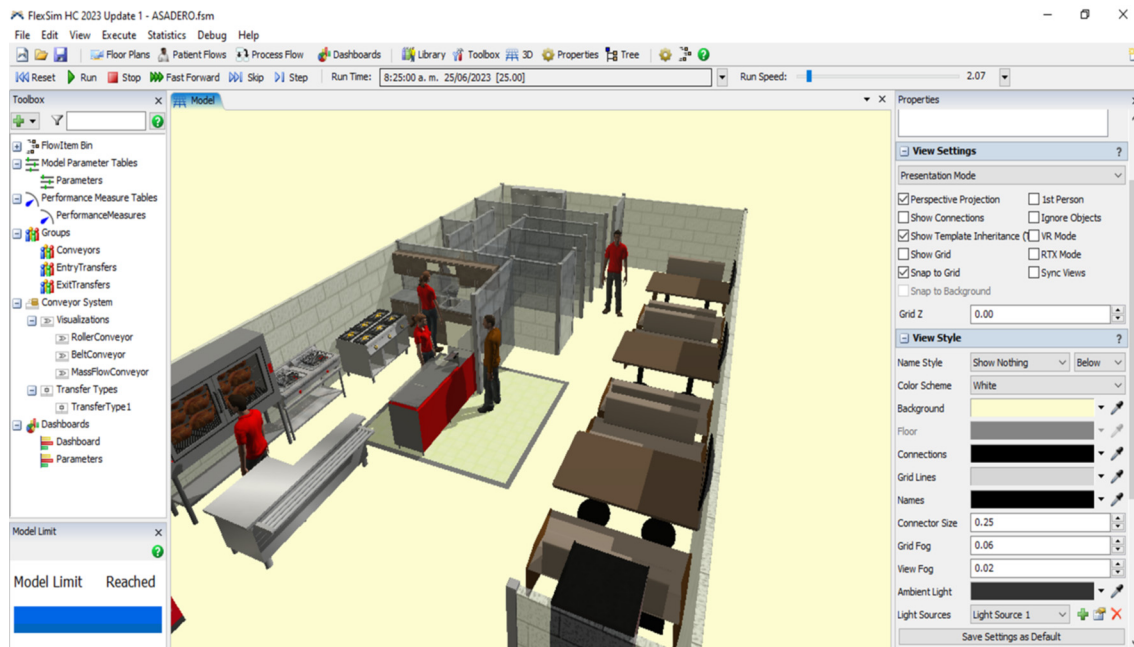 FlexSim HC 2023 Update 1 - ASADERO.fsm
File Edit View Execute Statistics Debug Help
Floor Plans Patient Flows Process Flow Dashboards Library Toolbox 3D Properties Tree
Reset Run Stop Fast Forward Skip Step Run Time: 8:25:00 a. m. 25/06/2023 [25.00] Run Speed: 2.07
Toolbox
FlowItem Bin
Model Parameter Tables
Parameters
Performance Measure Tables
PerformanceMeasures
Groups
Conveyors
EntryTransfers
ExitTransfers
Conveyor System
Visualizations
RollerConveyor
BeltConveyor
MassFlowConveyor
Transfer Types
TransferType1
Dashboards
Dashboard
Parameters
Model Limit
Model Limit Reached
Model
Properties
View Settings
Presentation Mode
Perspective Projection 1st Person
Show Connections Ignore Objects
Show Template Inheritance (T VR Mode
Show Grid RTX Mode
Snap to Grid Sync Views
Snap to Background
Grid Z 0.00
View Style
Name Style Show Nothing Below
Color Scheme White
Background
Floor
Connections
Grid Lines
Names
Connector Size 0.25
Grid Fog 0.06
View Fog 0.02
Ambient Light
Light Sources Light Source 1
Save Settings as Default